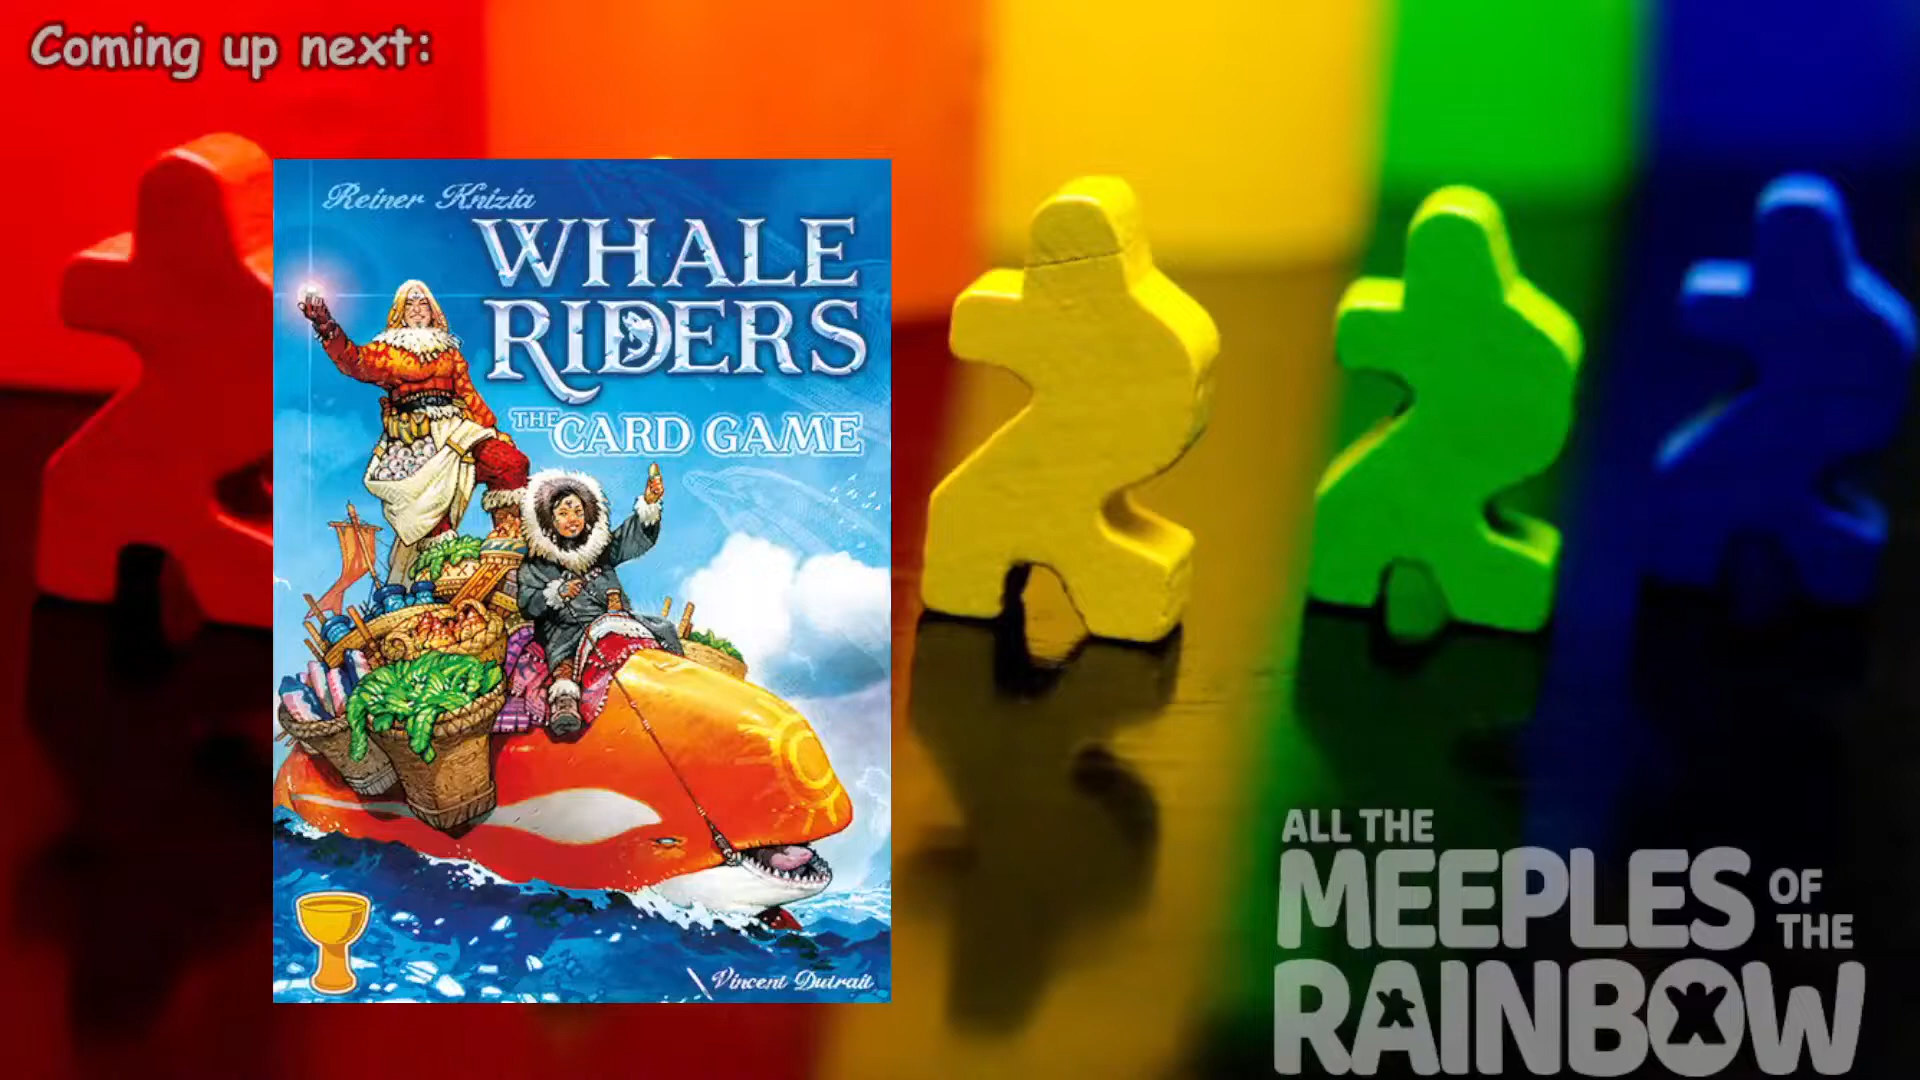 Coming up next:
Reiner Knizia
WHALE
RIDERS
THE CARD GAME
Vincent Dutrait
ALL THE
MEEPLES OF THE
RAINBOW